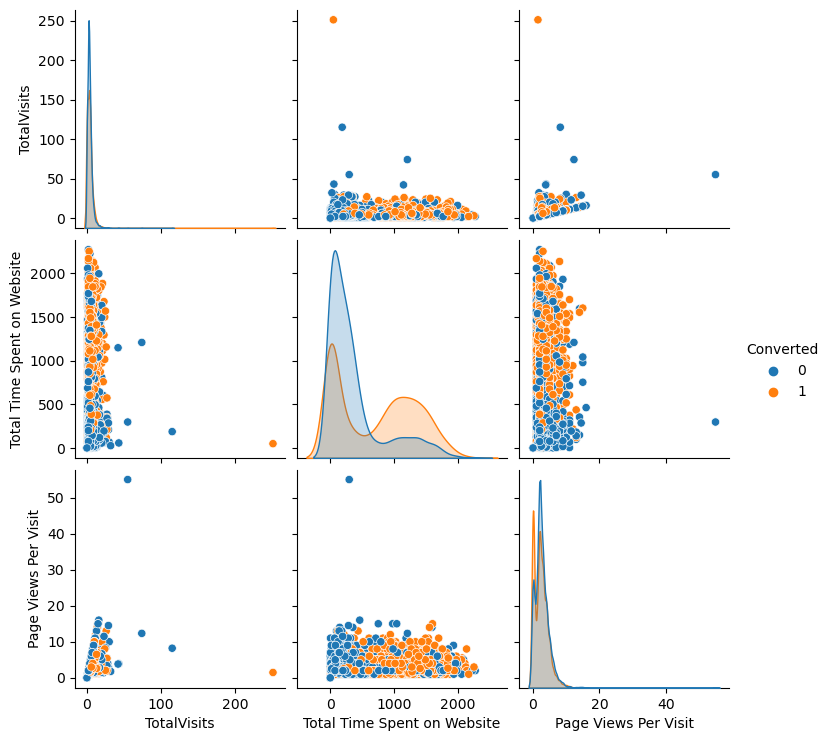 250
200
150
100
50
0
TotalVisits
2000
1500
1000
500
0
Total Time Spent on Website
Converted
0
1
50
40
30
20
10
0
Page Views Per Visit
0 200
TotalVisits
0 1000 2000
Total Time Spent on Website
0 20 40
Page Views Per Visit